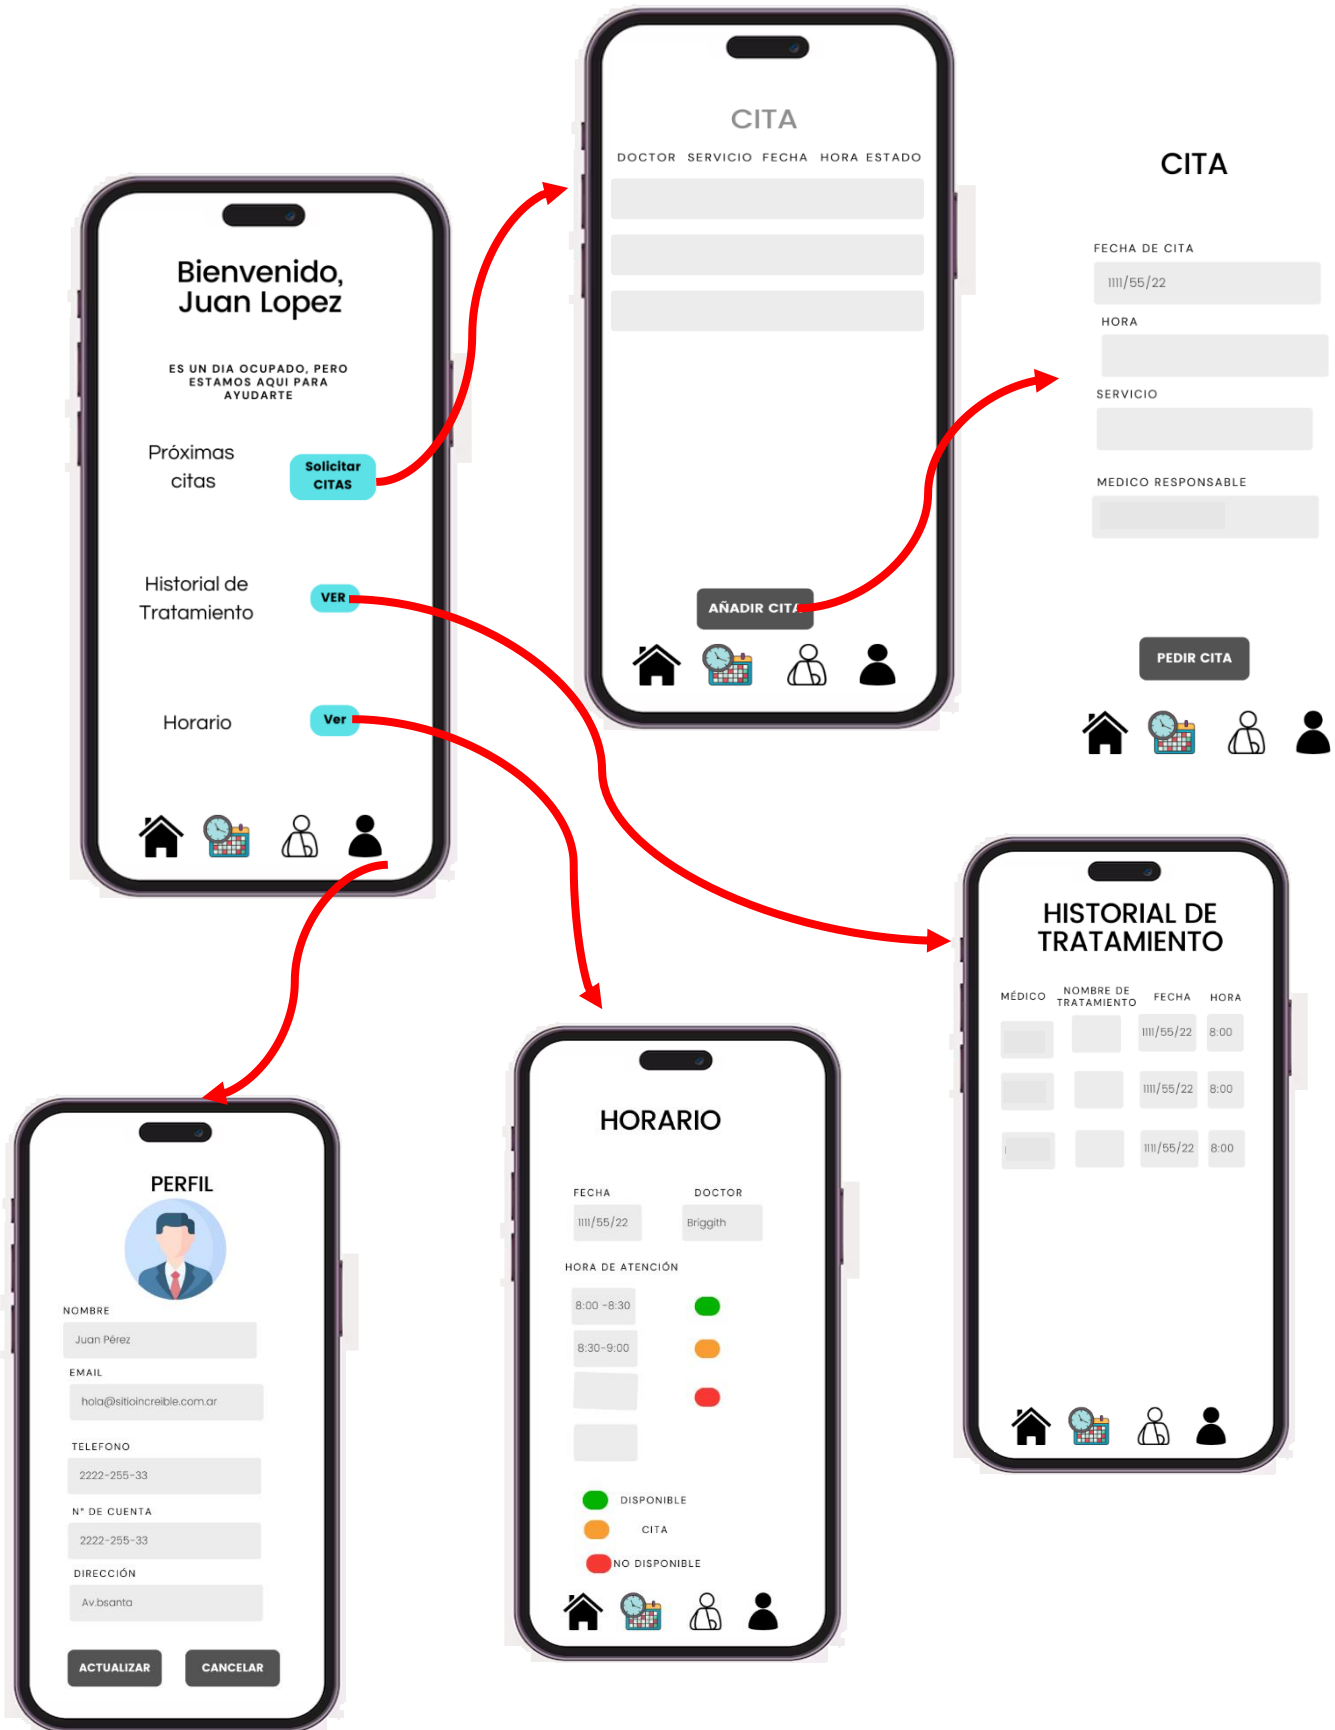 Bienvenido,
Juan Lopez
ES UN DIA OCUPADO, PERO
ESTAMOS AQUI PARA
AYUDARTE
Próximas
citas
Solicitar
CITAS
Historial de
Tratamiento
VER
Horario
Ver
CITA
DOCTOR SERVICIO FECHA HORA ESTADO
AÑADIR CITA
CITA
FECHA DE CITA
1111/55/22
HORA
SERVICIO
MEDICO RESPONSABLE
PEDIR CITA
HISTORIAL DE
TRATAMIENTO
MÉDICO NOMBRE DE TRATAMIENTO FECHA HORA
1111/55/22 8:00
1111/55/22 8:00
1111/55/22 8:00
HORARIO
FECHA DOCTOR
1111/55/22 Briggith
HORA DE ATENCIÓN
8:00 -8:30
8:30-9:00
DISPONIBLE
CITA
NO DISPONIBLE
PERFIL
NOMBRE
Juan Pérez
EMAIL
hola@sitioincreible.com.ar
TELEFONO
2222-255-33
N° DE CUENTA
2222-255-33
DIRECCIÓN
Av.bsanta
ACTUALIZAR CANCELAR